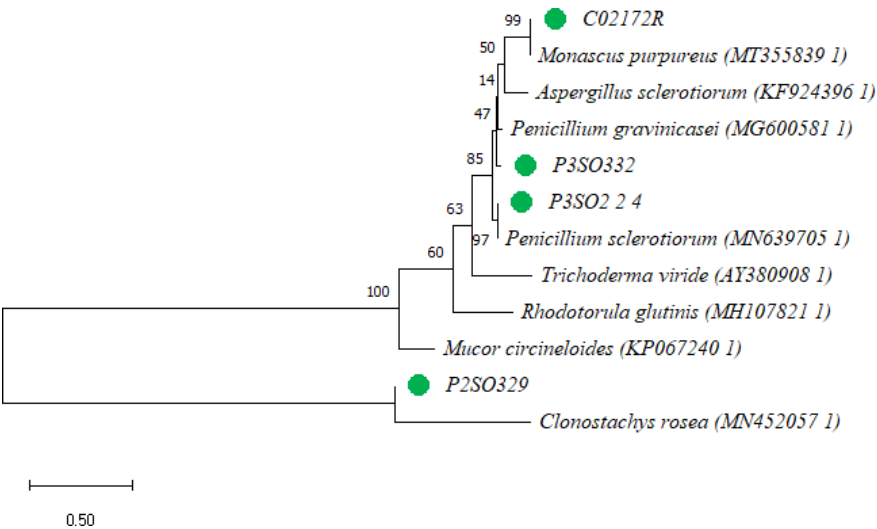 99
C02172R
50
Monascus purpureus (MT355839 1)
14
Aspergillus sclerotiorum (KF924396 1)
47
Penicillium gravinicasei (MG600581 1)
85
P3SO332
P3SO2 2 4
63
97
Penicillium sclerotiorum (MN639705 1)
60
Trichoderma viride (AY380908 1)
100
Rhodotorula glutinis (MH107821 1)
Mucor circineloides (KP067240 1)
P2SO329
Clonostachys rosea (MN452057 1)
0.50